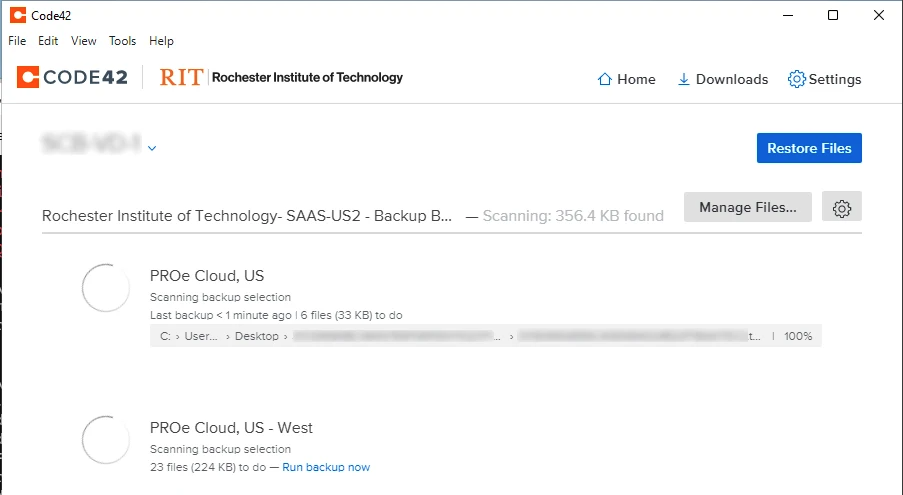 Code42
File Edit View Tools Help
CODE42 RIT Rochester Institute of Technology Home Downloads Settings
Restore Files
Rochester Institute of Technology- SAAS-US2 - Backup B... — Scanning: 356.4 KB found Manage Files...
PROe Cloud, US
Scanning backup selection
Last backup < 1 minute ago | 6 files (33 KB) to do
C: › User... › Desktop › ... › t... | 100%
PROe Cloud, US - West
Scanning backup selection
23 files (224 KB) to do — Run backup now